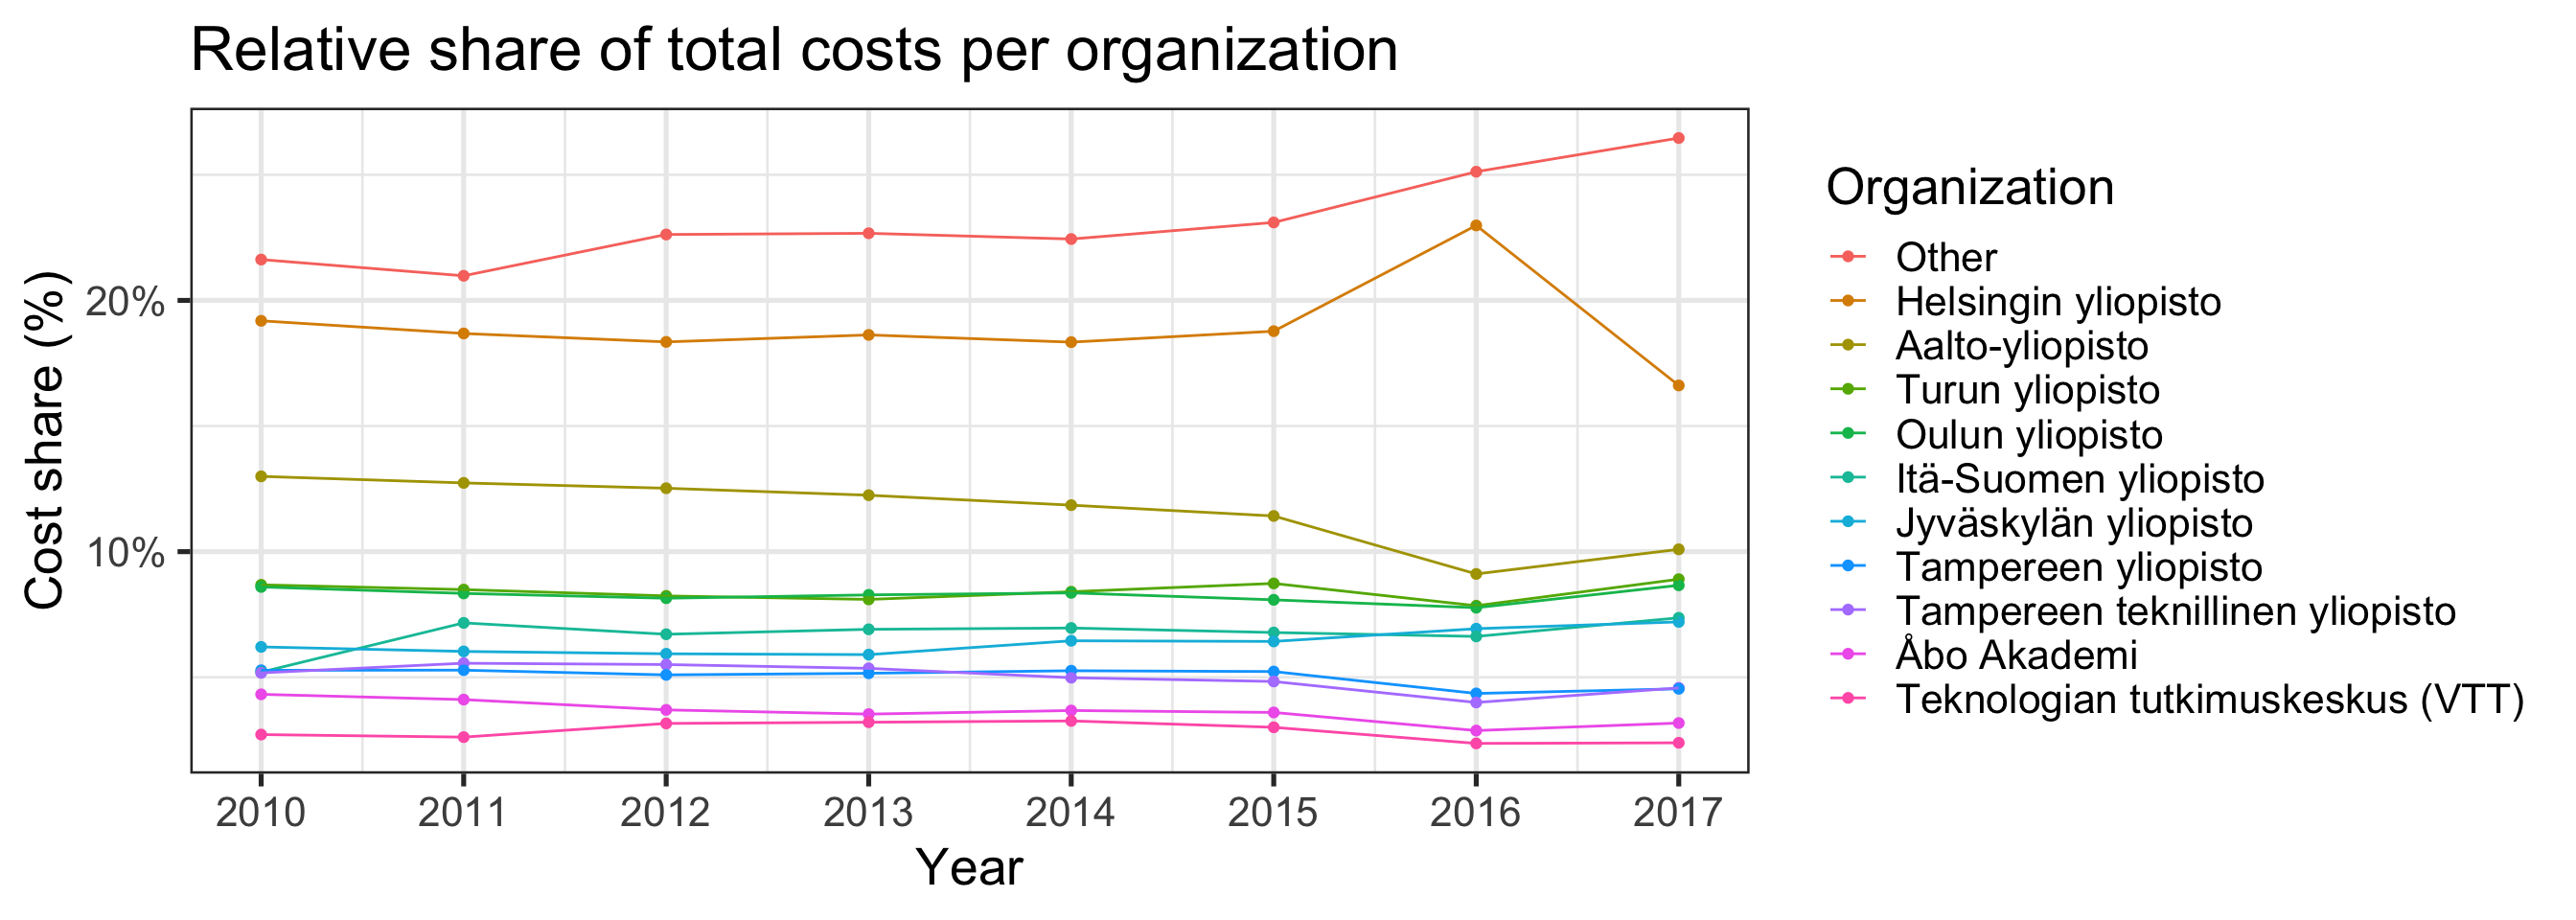 Relative share of total costs per organization
Cost share (%)
20%
10%
2010 2011 2012 2013 2014 2015 2016 2017
Year
Organization
Other
Helsingin yliopisto
Aalto-yliopisto
Turun yliopisto
Oulun yliopisto
Itä-Suomen yliopisto
Jyväskylän yliopisto
Tampereen yliopisto
Tampereen teknillinen yliopisto
Åbo Akademi
Teknologian tutkimuskeskus (VTT)